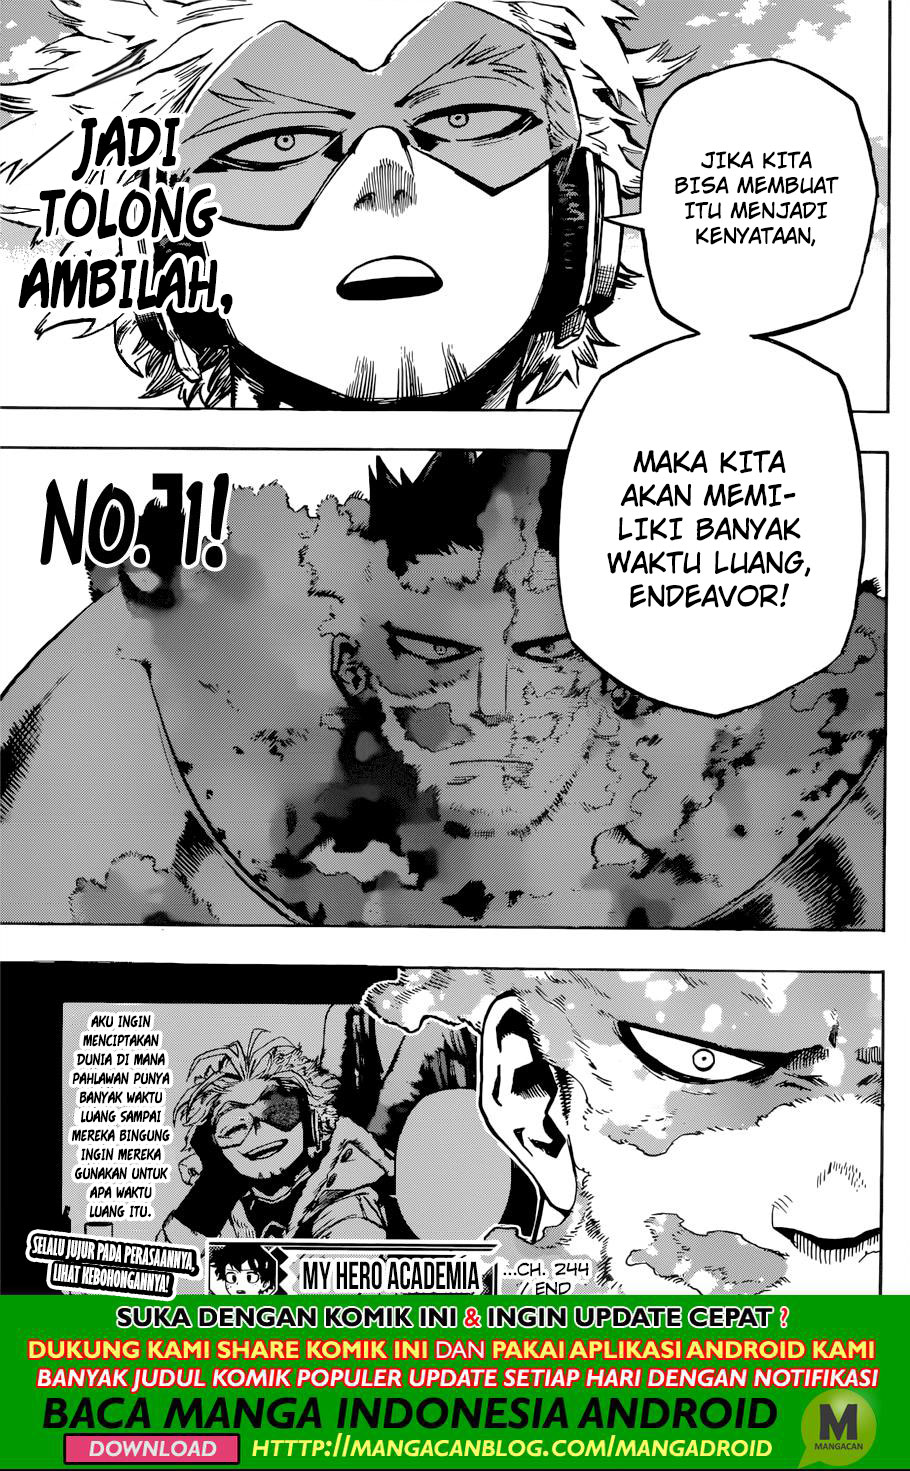 JIKA KITA
BISA MEMBUAT
ITU MENJADI
KENYATAAN,
JADI
TOLONG
AMBILAH,
MAKA KITA
AKAN MEMI-
LIKI BANYAK
WAKTU LUANG,
ENDEAVOR!
NO. 1!
AKU INGIN
MENCIPTAKAN
DUNIA DI MANA
PAHLAWAN PUNYA
BANYAK WAKTU
LUANG SAMPAI
MEREKA BINGUNG
INGIN MEREKA
GUNAKAN UNTUK
APA WAKTU
LUANG ITU.
SELALU JUJUR PADA PERASAANNYA,
LIHAT KEBOHONGANNYA!
MY HERO ACADEMIA
...CH. 244
/ END
SUKA DENGAN KOMIK INI & INGIN UPDATE CEPAT ?
DUKUNG KAMI SHARE KOMIK INI DAN PAKAI APLIKASI ANDROID KAMI
BANYAK JUDUL KOMIK POPULER UPDATE SETIAP HARI DENGAN NOTIFIKASI
BACA MANGA INDONESIA ANDROID
DOWNLOAD HTTTP://MANGACANBLOG.COM/MANGADROID
M
MANGACAN